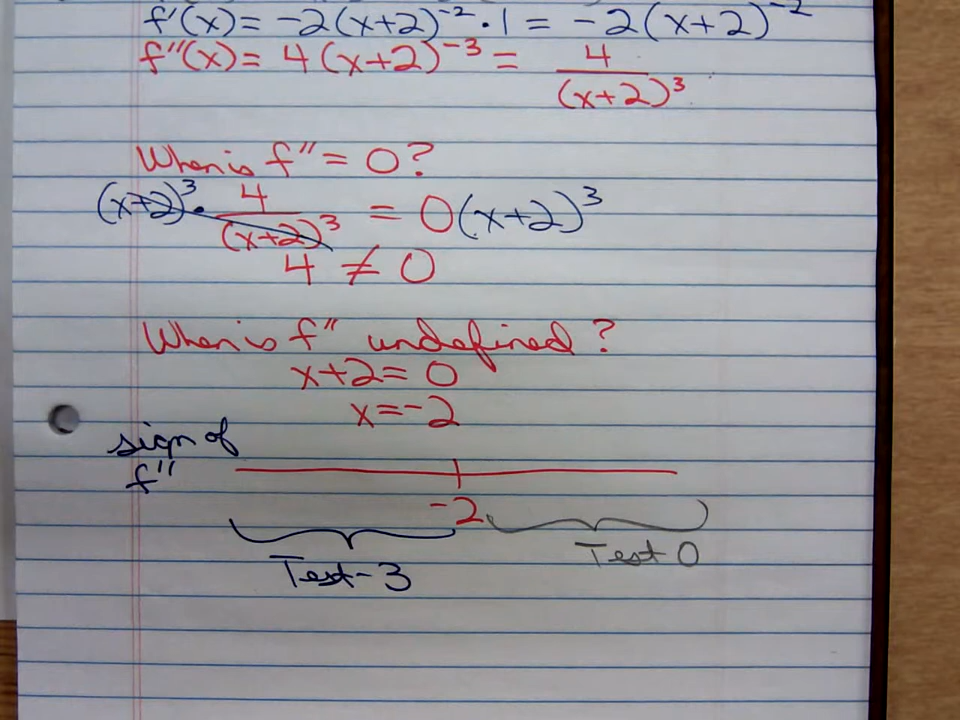 f'(x) = -2(x+2)⁻² · 1 = -2(x+2)⁻²
f''(x) = 4(x+2)⁻³ = 4/(x+2)³
When is f'' = 0?
(x+2)³ · 4/(x+2)³ = 0(x+2)³
4 ≠ 0
When is f'' undefined?
x+2 = 0
x = -2
sign of
f''
-2
Test -3
Test 0